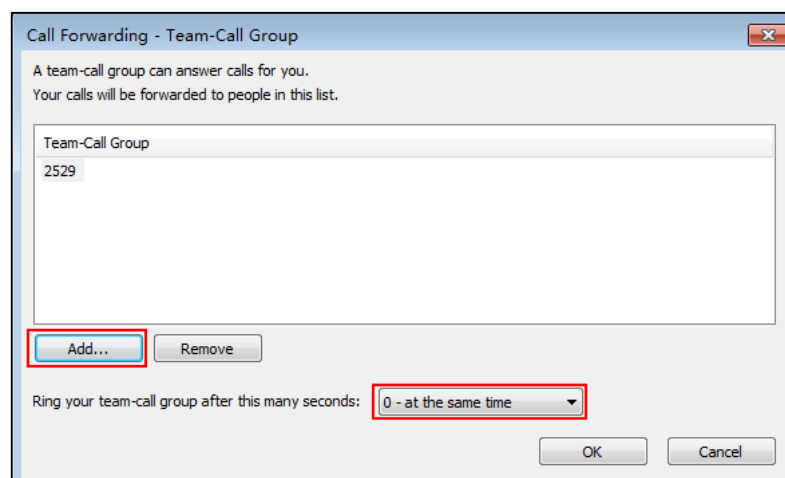 Call Forwarding - Team-Call Group
A team-call group can answer calls for you.
Your calls will be forwarded to people in this list.
Team-Call Group
2529
Add...
Remove
Ring your team-call group after this many seconds: 0 - at the same time
OK
Cancel